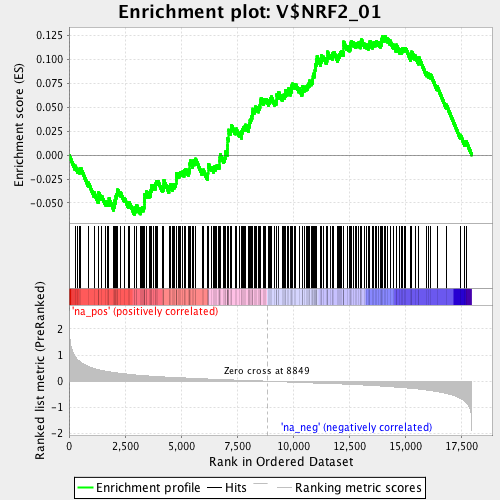 Enrichment plot: V$NRF2_01
Enrichment score (ES)
0.125
0.100
0.075
0.050
0.025
0.000
-0.025
-0.050
'na_pos' (positively correlated)
Ranked list metric (PreRanked)
2
1
0
-1
-2
Zero cross at 8849
'na_neg' (negatively correlated)
0
2,500
5,000
7,500
10,000
12,500
15,000
17,500
Rank in Ordered Dataset
Enrichment profile
Hits
Ranking metric scores